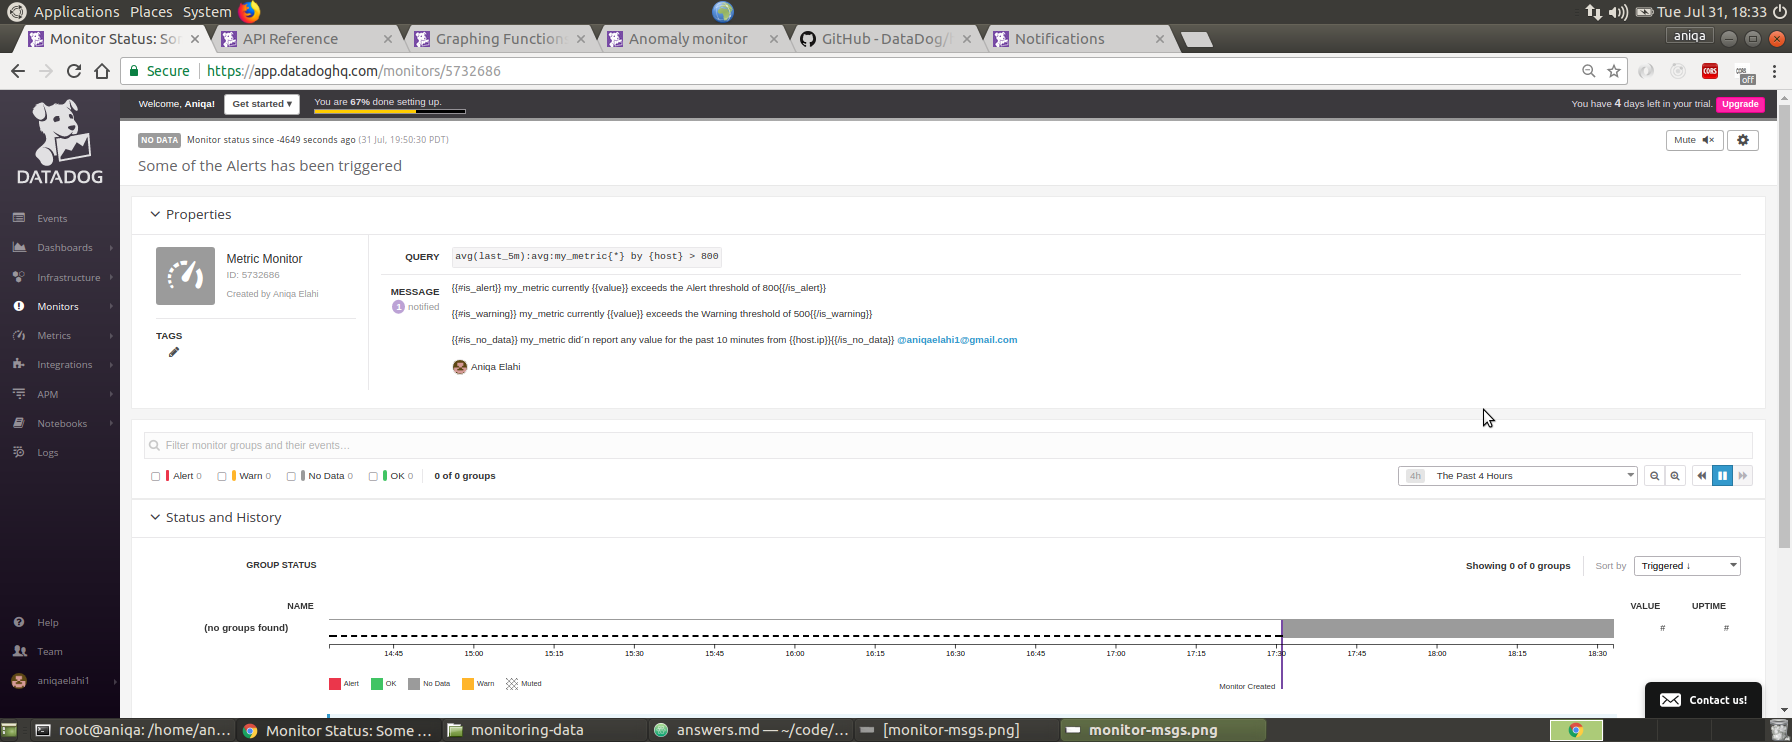 Applications Places System
Tue Jul 31, 18:33
Monitor Status: So
API Reference
Graphing Function
Anomaly monitor
GitHub - DataDog/
Notifications
aniqa
Secure https://app.datadoghq.com/monitors/5732686
CORS
off
Welcome, Aniqa!
Get started ▾
You are 67% done setting up.
You have 4 days left in your trial.
Upgrade
DATADOG
Events
Dashboards
Infrastructure
Monitors
Metrics
Integrations
APM
Notebooks
Logs
Help
Team
aniqaelahi1
NO DATA Monitor status since -4649 seconds ago (31 Jul, 19:50:30 PDT)
Mute
Some of the Alerts has been triggered
Properties
Metric Monitor
ID: 5732686
Created by Aniqa Elahi
TAGS
QUERY avg(last_5m):avg:my_metric{*} by {host} > 800
MESSAGE
1 notified
{{#is_alert}} my_metric currently {{value}} exceeds the Alert threshold of 800{{/is_alert}}
{{#is_warning}} my_metric currently {{value}} exceeds the Warning threshold of 500{{/is_warning}}
{{#is_no_data}} my_metric did´n report any value for the past 10 minutes from {{host.ip}}{{/is_no_data}} @aniqaelahi1@gmail.com
Aniqa Elahi
Filter monitor groups and their events…
Alert 0 Warn 0 No Data 0 OK 0 0 of 0 groups
4h The Past 4 Hours
Status and History
GROUP STATUS
Showing 0 of 0 groups
Sort by Triggered ↓
NAME VALUE UPTIME
(no groups found) # #
14:45 15:00 15:15 15:30 15:45 16:00 16:15 16:30 16:45 17:00 17:15 17:30 17:45 18:00 18:15 18:30
Alert OK No Data Warn Muted
Monitor Created
Contact us!
root@aniqa: /home/an...
Monitor Status: Some ...
monitoring-data
answers.md — ~/code/...
[monitor-msgs.png]
monitor-msgs.png